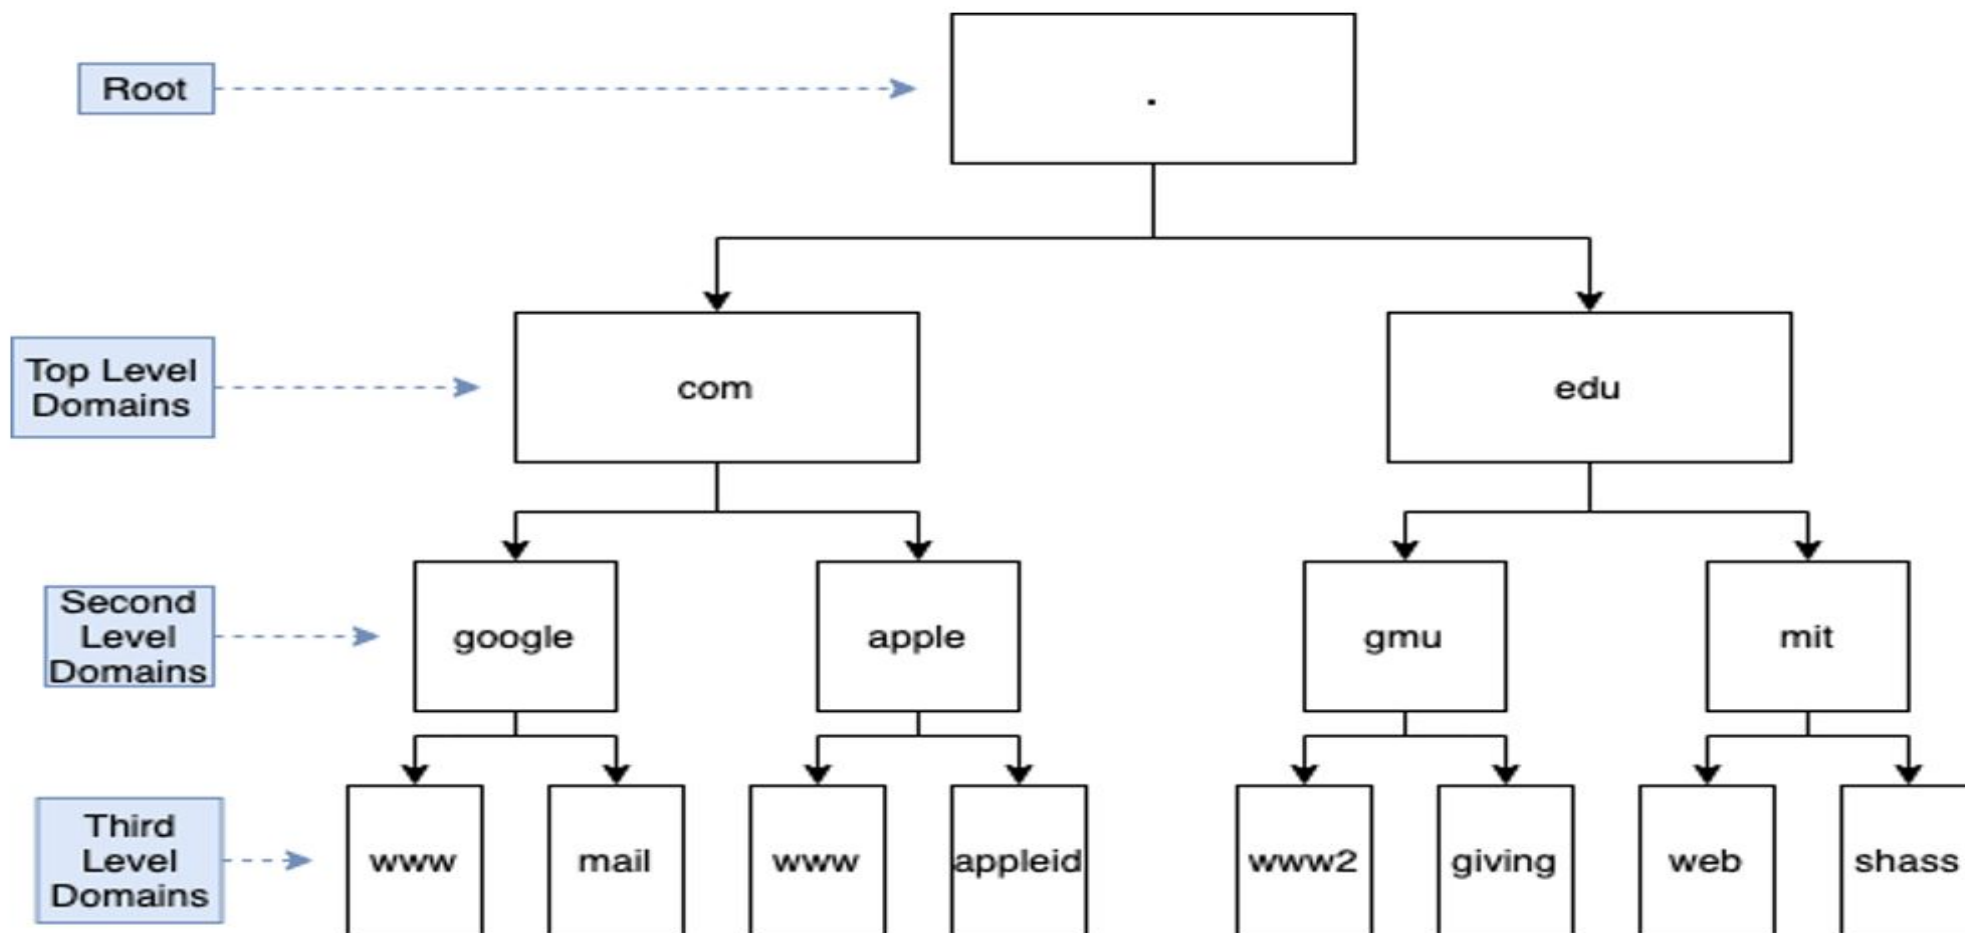 Root
.
Top Level
Domains
com
edu
Second
Level
Domains
google
apple
gmu
mit
Third
Level
Domains
www
mail
www
appleid
www2
giving
web
shass